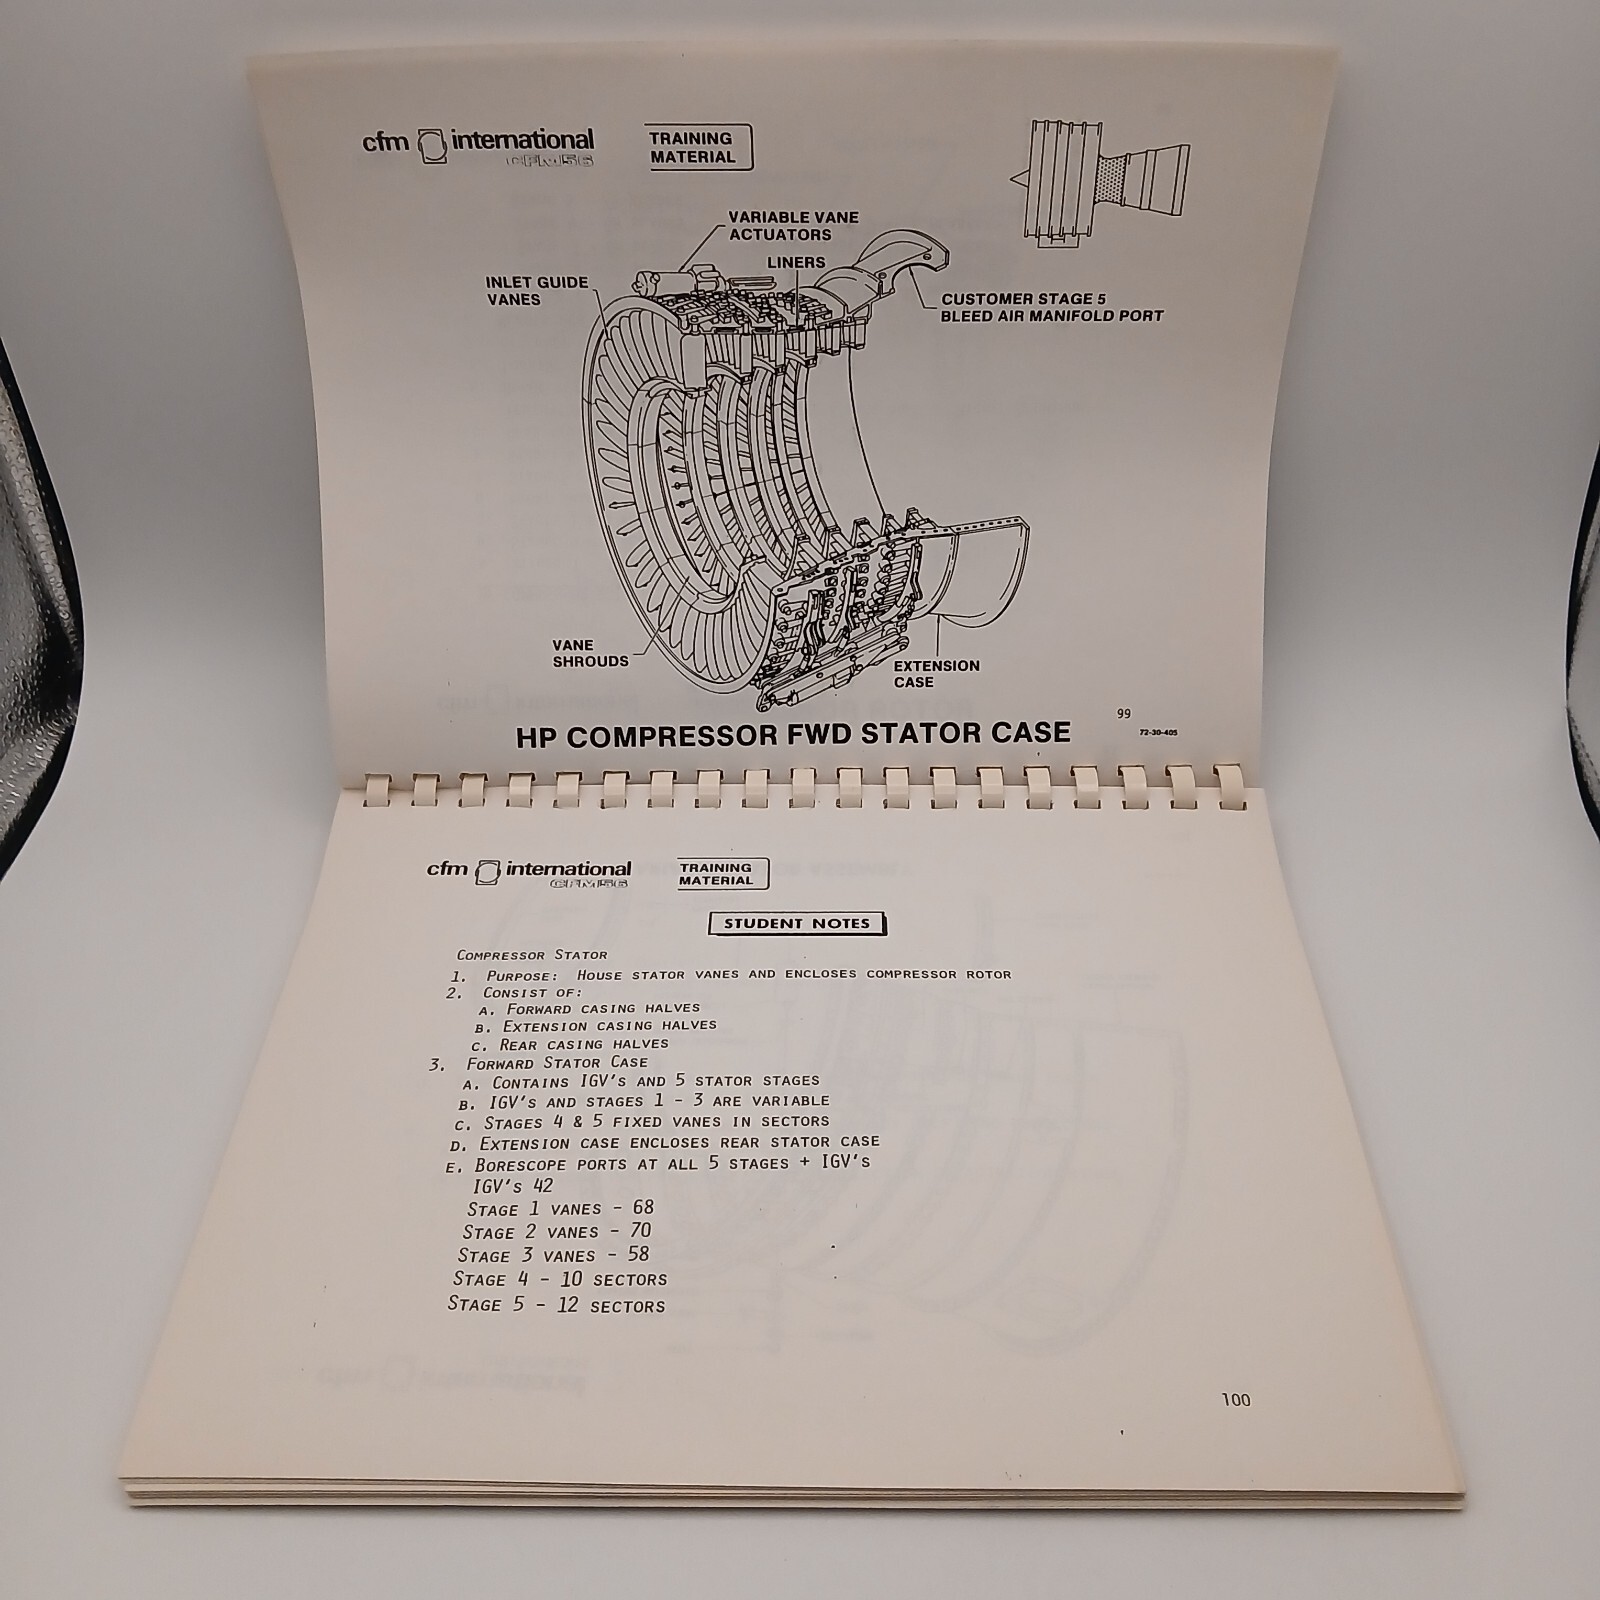 cfm international
CFM56
TRAINING
MATERIAL
VARIABLE VANE
ACTUATORS
LINERS
INLET GUIDE
VANES
CUSTOMER STAGE 5
BLEED AIR MANIFOLD PORT
VANE
SHROUDS
EXTENSION
CASE
99
HP COMPRESSOR FWD STATOR CASE
72-30-405
cfm international
CFM56
TRAINING
MATERIAL
STUDENT NOTES
COMPRESSOR STATOR
1. PURPOSE: HOUSE STATOR VANES AND ENCLOSES COMPRESSOR ROTOR
2. CONSIST OF:
A. FORWARD CASING HALVES
B. EXTENSION CASING HALVES
C. REAR CASING HALVES
3. FORWARD STATOR CASE
A. CONTAINS IGV'S AND 5 STATOR STAGES
B. IGV'S AND STAGES 1 - 3 ARE VARIABLE
C. STAGES 4 & 5 FIXED VANES IN SECTORS
D. EXTENSION CASE ENCLOSES REAR STATOR CASE
E. BORESCOPE PORTS AT ALL 5 STAGES + IGV'S
IGV'S 42
STAGE 1 VANES - 68
STAGE 2 VANES - 70
STAGE 3 VANES - 58
STAGE 4 - 10 SECTORS
STAGE 5 - 12 SECTORS
100